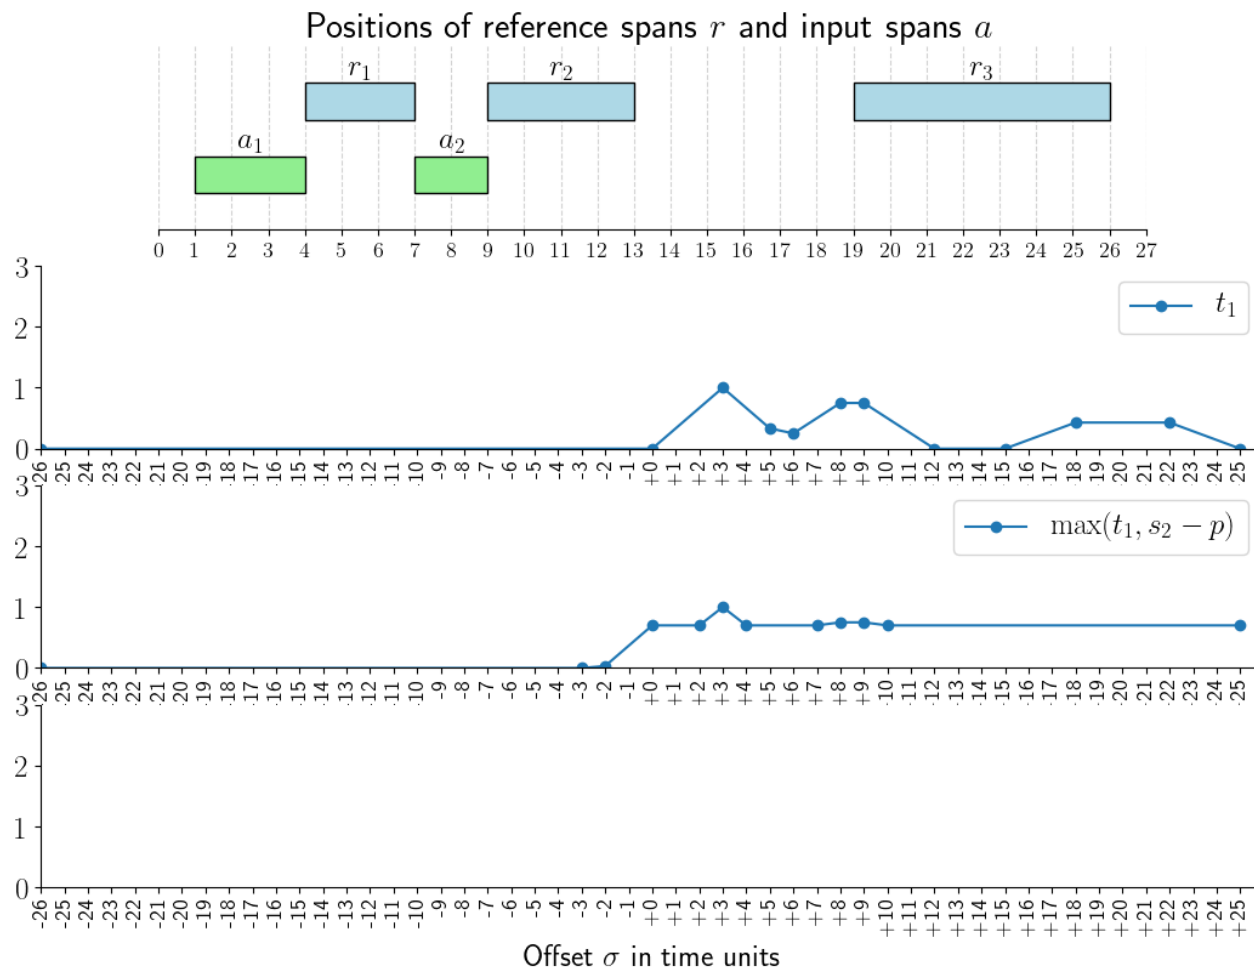 Positions of reference spans r and input spans a
r₁ r₂ r₃
a₁ a₂
0 1 2 3 4 5 6 7 8 9 10 11 12 13 14 15 16 17 18 19 20 21 22 23 24 25 26 27
3
2
1
0
t₁
-26 -25 -24 -23 -22 -21 -20 -19 -18 -17 -16 -15 -14 -13 -12 -11 -10 -9 -8 -7 -6 -5 -4 -3 -2 -1 +0 +1 +2 +3 +4 +5 +6 +7 +8 +9 +10 +11 +12 +13 +14 +15 +16 +17 +18 +19 +20 +21 +22 +23 +24 +25
3
2
1
0
max(t₁, s₂ − p)
-26 -25 -24 -23 -22 -21 -20 -19 -18 -17 -16 -15 -14 -13 -12 -11 -10 -9 -8 -7 -6 -5 -4 -3 -2 -1 +0 +1 +2 +3 +4 +5 +6 +7 +8 +9 +10 +11 +12 +13 +14 +15 +16 +17 +18 +19 +20 +21 +22 +23 +24 +25
3
2
1
0
-26 -25 -24 -23 -22 -21 -20 -19 -18 -17 -16 -15 -14 -13 -12 -11 -10 -9 -8 -7 -6 -5 -4 -3 -2 -1 +0 +1 +2 +3 +4 +5 +6 +7 +8 +9 +10 +11 +12 +13 +14 +15 +16 +17 +18 +19 +20 +21 +22 +23 +24 +25
Offset σ in time units